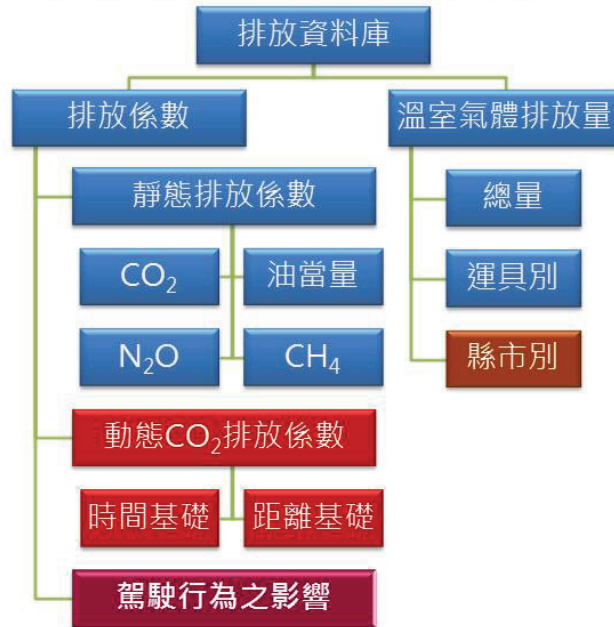 排放資料庫
排放係數
溫室氣體排放量
靜態排放係數
總量
CO₂
油當量
運具別
N₂O
CH₄
縣市別
動態CO₂排放係數
時間基礎
距離基礎
駕駛行為之影響